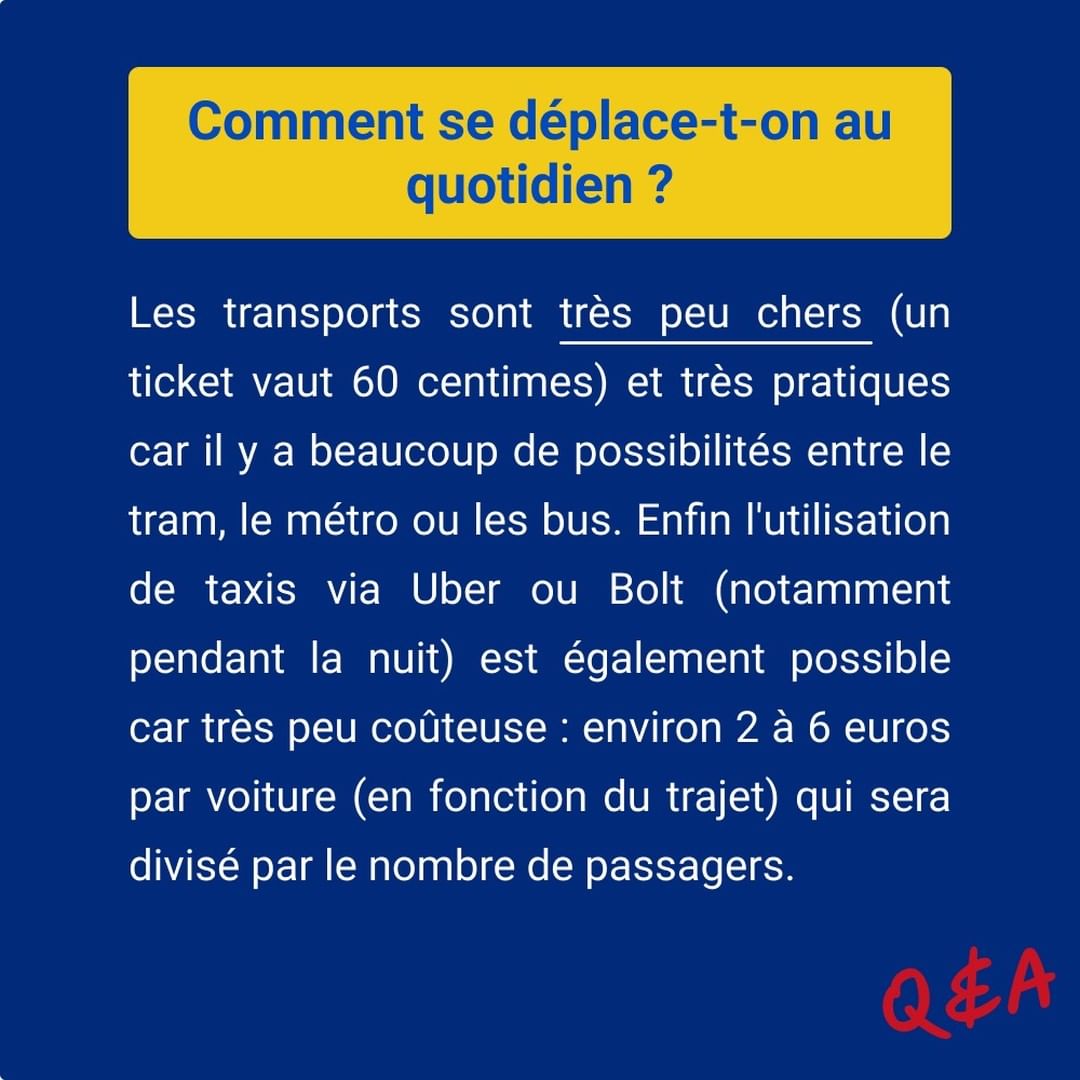 Comment se déplace-t-on au
quotidien ?
Les transports sont très peu chers (un
ticket vaut 60 centimes) et très pratiques
car il y a beaucoup de possibilités entre le
tram, le métro ou les bus. Enfin l'utilisation
de taxis via Uber ou Bolt (notamment
pendant la nuit) est également possible
car très peu coûteuse : environ 2 à 6 euros
par voiture (en fonction du trajet) qui sera
divisé par le nombre de passagers.
Q&A